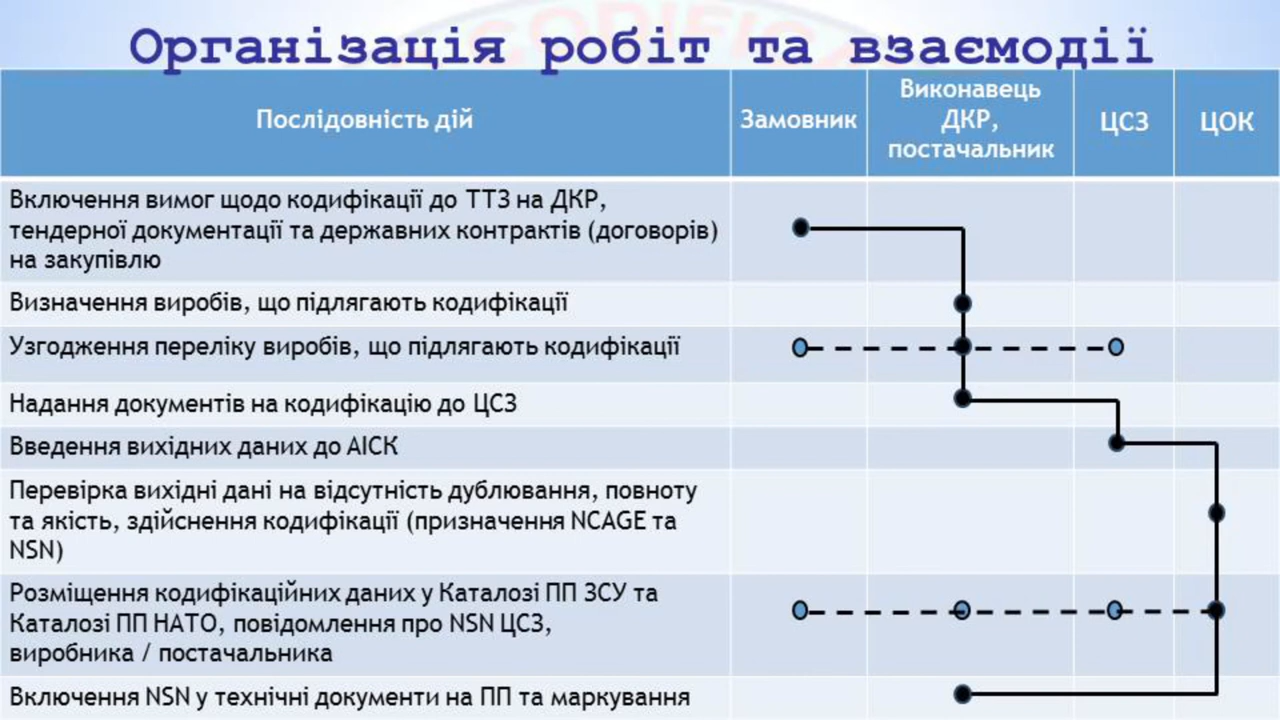 Організація робіт та взаємодії
Послідовність дій
Замовник
Виконавець
ДКР,
постачальник
ЦСЗ
ЦОК
Включення вимог щодо кодифікації до ТТЗ на ДКР,
тендерної документації та державних контрактів (договорів)
на закупівлю
Визначення виробів, що підлягають кодифікації
Узгодження переліку виробів, що підлягають кодифікації
Надання документів на кодифікацію до ЦСЗ
Введення вихідних даних до АІСК
Перевірка вихідні дані на відсутність дублювання, повноту
та якість, здійснення кодифікації (призначення NCAGE та
NSN)
Розміщення кодифікаційних даних у Каталозі ПП ЗСУ та
Каталозі ПП НАТО, повідомлення про NSN ЦСЗ,
виробника / постачальника
Включення NSN у технічні документи на ПП та маркування